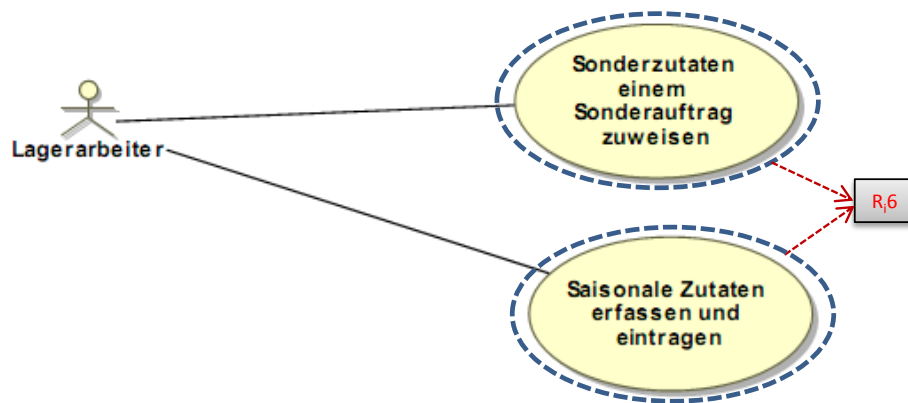 Sonderzutaten
einem
Sonderauftrag
zuweisen
Lagerarbeiter
Rᵢ6
Saisonale Zutaten
erfassen und
eintragen